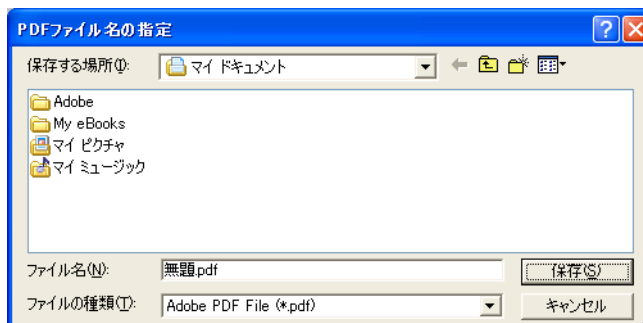 PDFファイル名の指定
保存する場所(I): マイ ドキュメント
Adobe
My eBooks
マイ ピクチャ
マイ ミュージック
ファイル名(N): 無題.pdf 保存(S)
ファイルの種類(T): Adobe PDF File (*.pdf) キャンセル